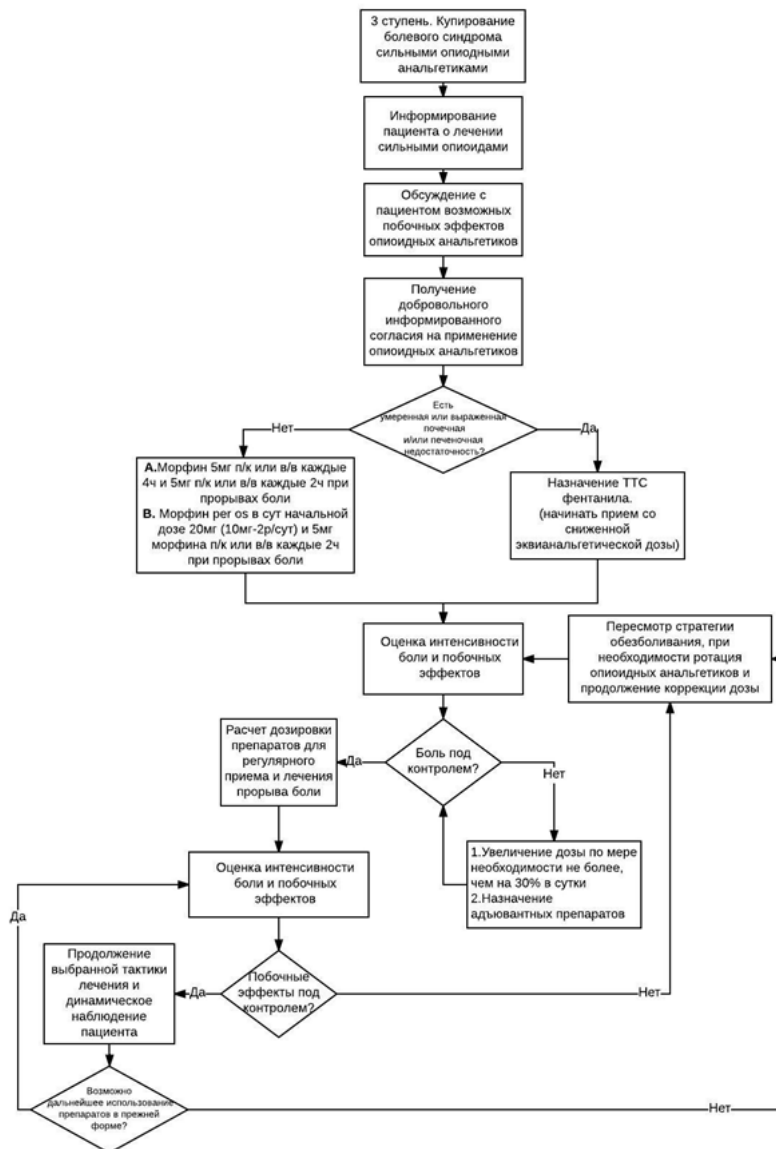 3 ступень. Купирование
болевого синдрома
сильными опиодными
анальгетиками
Информирование
пациента о лечении
сильными опиоидами
Обсуждение с
пациентом возможных
побочных эффектов
опиоидных анальгетиков
Получение
добровольного
информированного
согласия на применение
опиоидных анальгетиков
Есть
умеренная или выраженная
почечная
и/или печеночная
недостаточность?
Нет
Да
А.Морфин 5мг п/к или в/в каждые
4ч и 5мг п/к или в/в каждые 2ч при
прорывах боли
В. Морфин per os в сут начальной
дозе 20мг (10мг-2р/сут) и 5мг
морфина п/к или в/в каждые 2ч
при прорывах боли
Назначение ТТС
фентанила.
(начинать прием со
сниженной
эквианальгетической дозы)
Оценка интенсивности
боли и побочных
эффектов
Пересмотр стратегии
обезболивания, при
необходимости ротация
опиоидных анальгетиков и
продолжение коррекции дозы
Боль под
контролем?
Да
Нет
Расчет дозировки
препаратов для
регулярного
приема и лечения
прорыва боли
1.Увеличение дозы по мере
необходимости не более,
чем на 30% в сутки
2.Назначение
адъювантных препаратов
Оценка интенсивности
боли и побочных
эффектов
Да
Побочные
эффекты под
контролем?
Да
Нет
Продолжение
выбранной тактики
лечения и
динамическое
наблюдение
пациента
Возможно
дальнейшее использование
препаратов в прежней
форме?
Нет